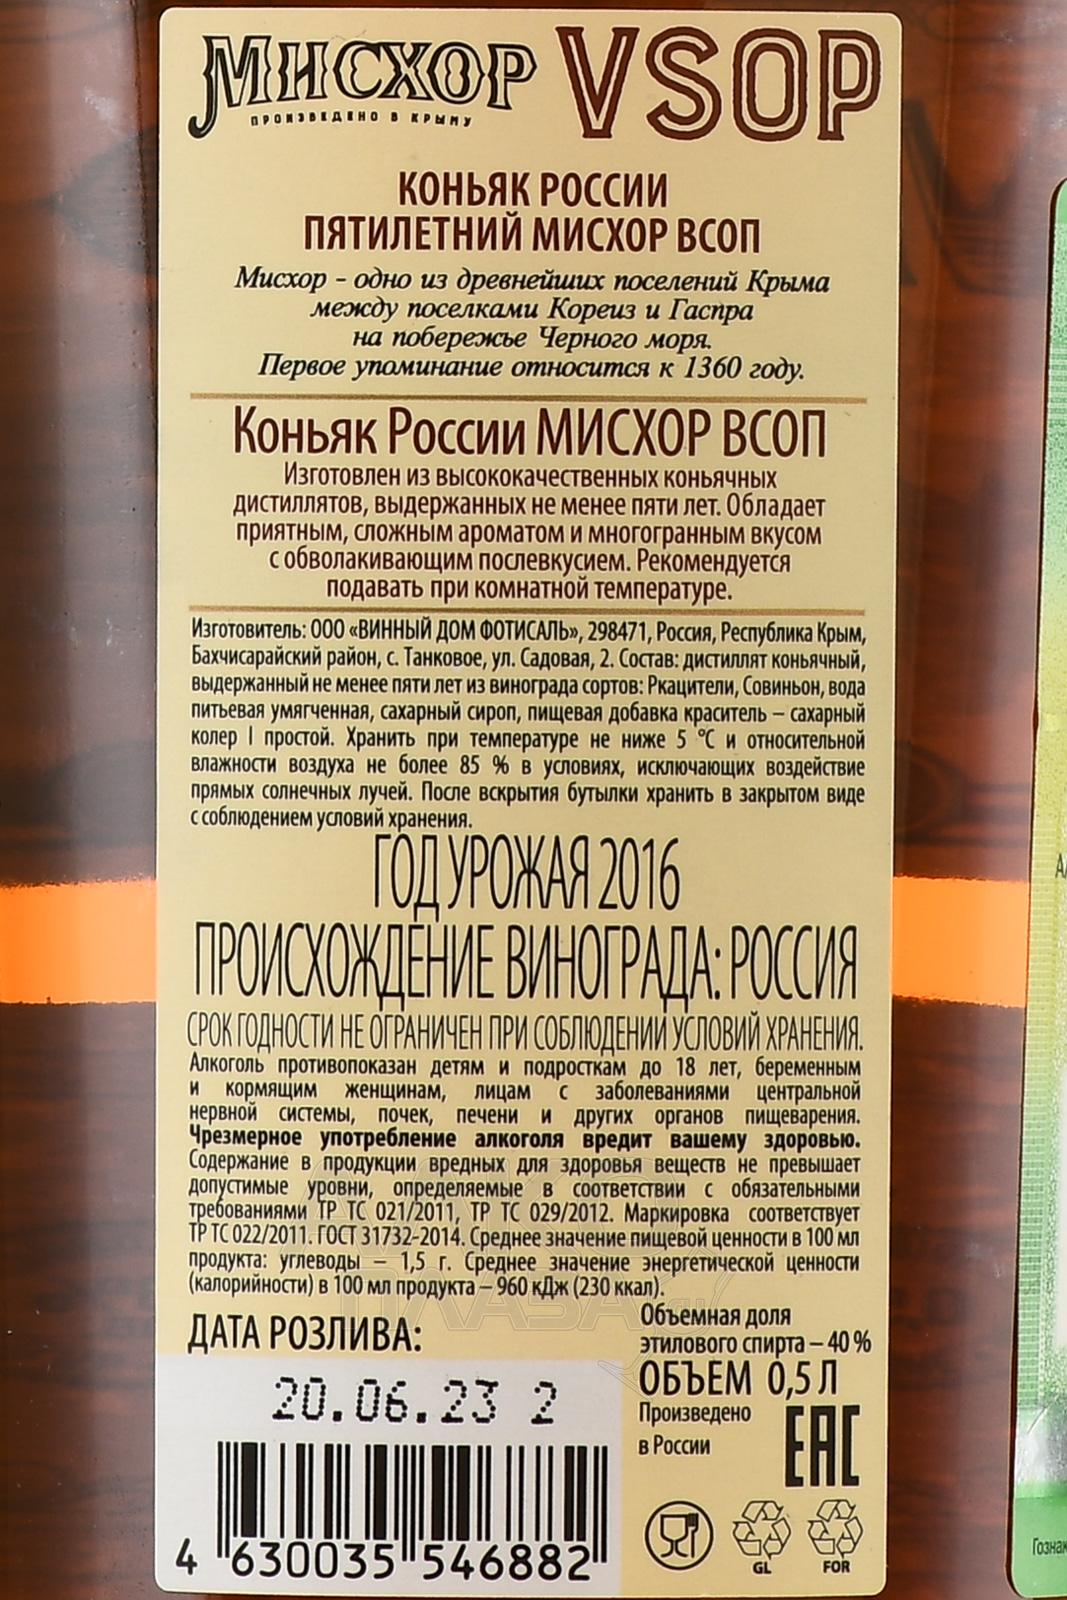 МИСХОР VSOP
ПРОИЗВЕДЕНО В КРЫМУ
КОНЬЯК РОССИИ
ПЯТИЛЕТНИЙ МИСХОР ВСОП
Мисхор - одно из древнейших поселений Крыма
между поселками Кореиз и Гаспра
на побережье Черного моря.
Первое упоминание относится к 1360 году.
Коньяк России МИСХОР ВСОП
Изготовлен из высококачественных коньячных
дистиллятов, выдержанных не менее пяти лет. Обладает
приятным, сложным ароматом и многогранным вкусом
с обволакивающим послевкусием. Рекомендуется
подавать при комнатной температуре.
Изготовитель: ООО «ВИННЫЙ ДОМ ФОТИСАЛЬ», 298471, Россия, Республика Крым,
Бахчисарайский район, с. Танковое, ул. Садовая, 2. Состав: дистиллят коньячный,
выдержанный не менее пяти лет из винограда сортов: Ркацители, Совиньон, вода
питьевая умягченная, сахарный сироп, пищевая добавка краситель – сахарный
колер I простой. Хранить при температуре не ниже 5 °С и относительной
влажности воздуха не более 85 % в условиях, исключающих воздействие
прямых солнечных лучей. После вскрытия бутылки хранить в закрытом виде
с соблюдением условий хранения.
ГОД УРОЖАЯ 2016
ПРОИСХОЖДЕНИЕ ВИНОГРАДА: РОССИЯ
СРОК ГОДНОСТИ НЕ ОГРАНИЧЕН ПРИ СОБЛЮДЕНИИ УСЛОВИЙ ХРАНЕНИЯ.
Алкоголь противопоказан детям и подросткам до 18 лет, беременным
и кормящим женщинам, лицам с заболеваниями центральной
нервной системы, почек, печени и других органов пищеварения.
Чрезмерное употребление алкоголя вредит вашему здоровью.
Содержание в продукции вредных для здоровья веществ не превышает
допустимые уровни, определяемые в соответствии с обязательными
требованиями ТР ТС 021/2011, ТР ТС 029/2012. Маркировка соответствует
ТР ТС 022/2011. ГОСТ 31732-2014. Среднее значение пищевой ценности в 100 мл
продукта: углеводы – 1,5 г. Среднее значение энергетической ценности
(калорийности) в 100 мл продукта – 960 кДж (230 ккал).
ДАТА РОЗЛИВА:
20.06.23 2
Объемная доля
этилового спирта – 40 %
ОБЪЕМ 0,5 Л
Произведено
в России
EAC
GL FOR
4 630035 546882